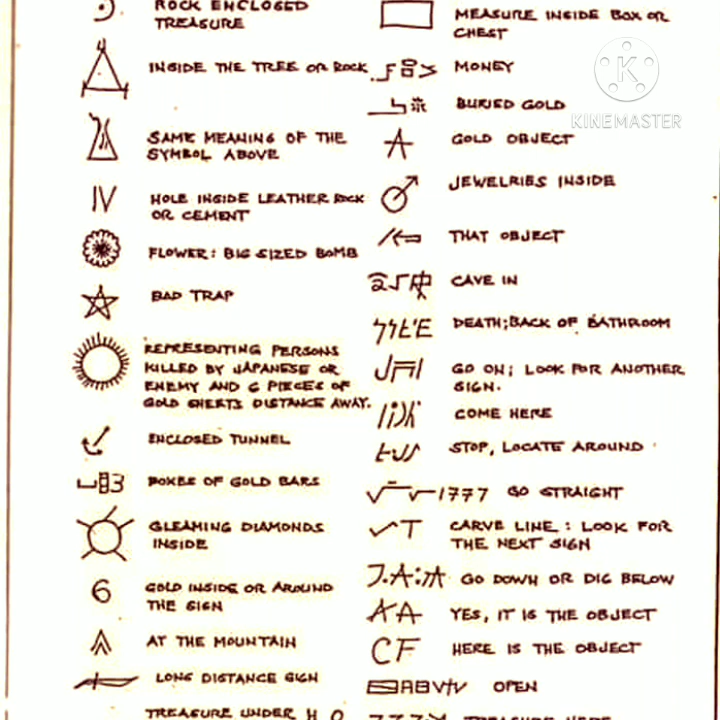 ROCK ENCLOSED
TREASURE
INSIDE THE TREE OR ROCK
SAME MEANING OF THE
SYMBOL ABOVE
HOLE INSIDE LEATHER ROCK
OR CEMENT
FLOWER: BIG SIZED BOMB
BAD TRAP
REPRESENTING PERSONS
KILLED BY JAPANESE OR
ENEMY AND 6 PIECES OF
GOLD SHEETS DISTANCE AWAY.
ENCLOSED TUNNEL
BOXES OF GOLD BARS
GLEAMING DIAMONDS
INSIDE
6
GOLD INSIDE OR AROUND
THE SIGN
AT THE MOUNTAIN
LONG DISTANCE SIGN
TREASURE UNDER H O
MEASURE INSIDE BOX OR
CHEST
MONEY
BURIED GOLD
GOLD OBJECT
JEWELRIES INSIDE
THAT OBJECT
CAVE IN
DEATH; BACK OF BATHROOM
GO ON; LOOK FOR ANOTHER
SIGN.
COME HERE
STOP, LOCATE AROUND
1777 GO STRAIGHT
CARVE LINE: LOOK FOR
THE NEXT SIGN
GO DOWN OR DIG BELOW
YES, IT IS THE OBJECT
CF HERE IS THE OBJECT
OPEN
TREASURE HERE
K
KINEMASTER